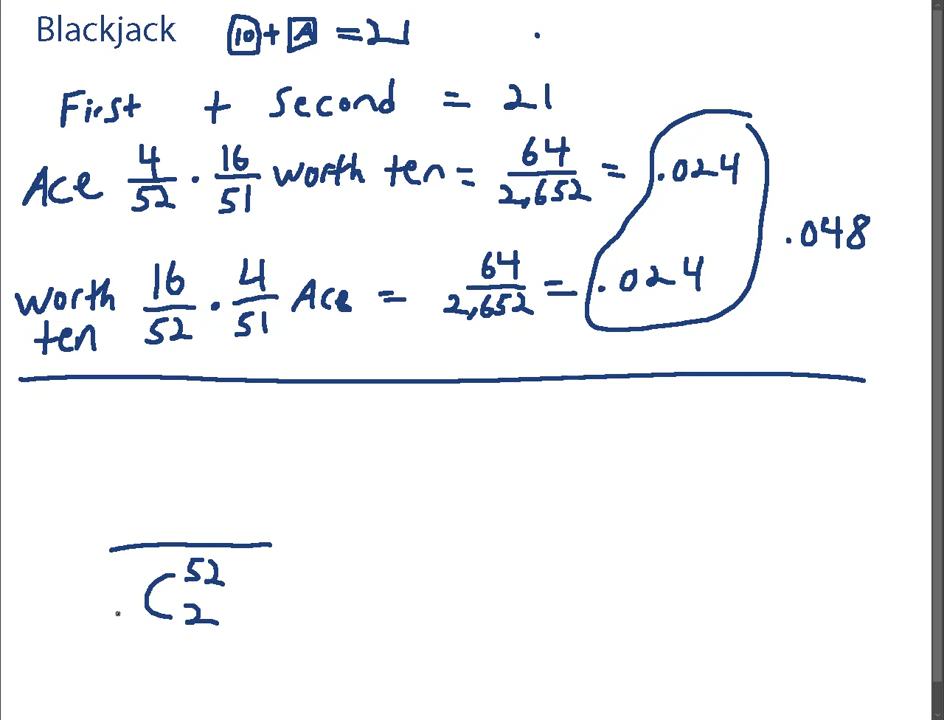 Blackjack 10 + A = 21
First + Second = 21
Ace 4/52 · 16/51 worth ten = 64/2,652 = .024
.048
worth ten 16/52 · 4/51 Ace = 64/2,652 = .024
C 52 2